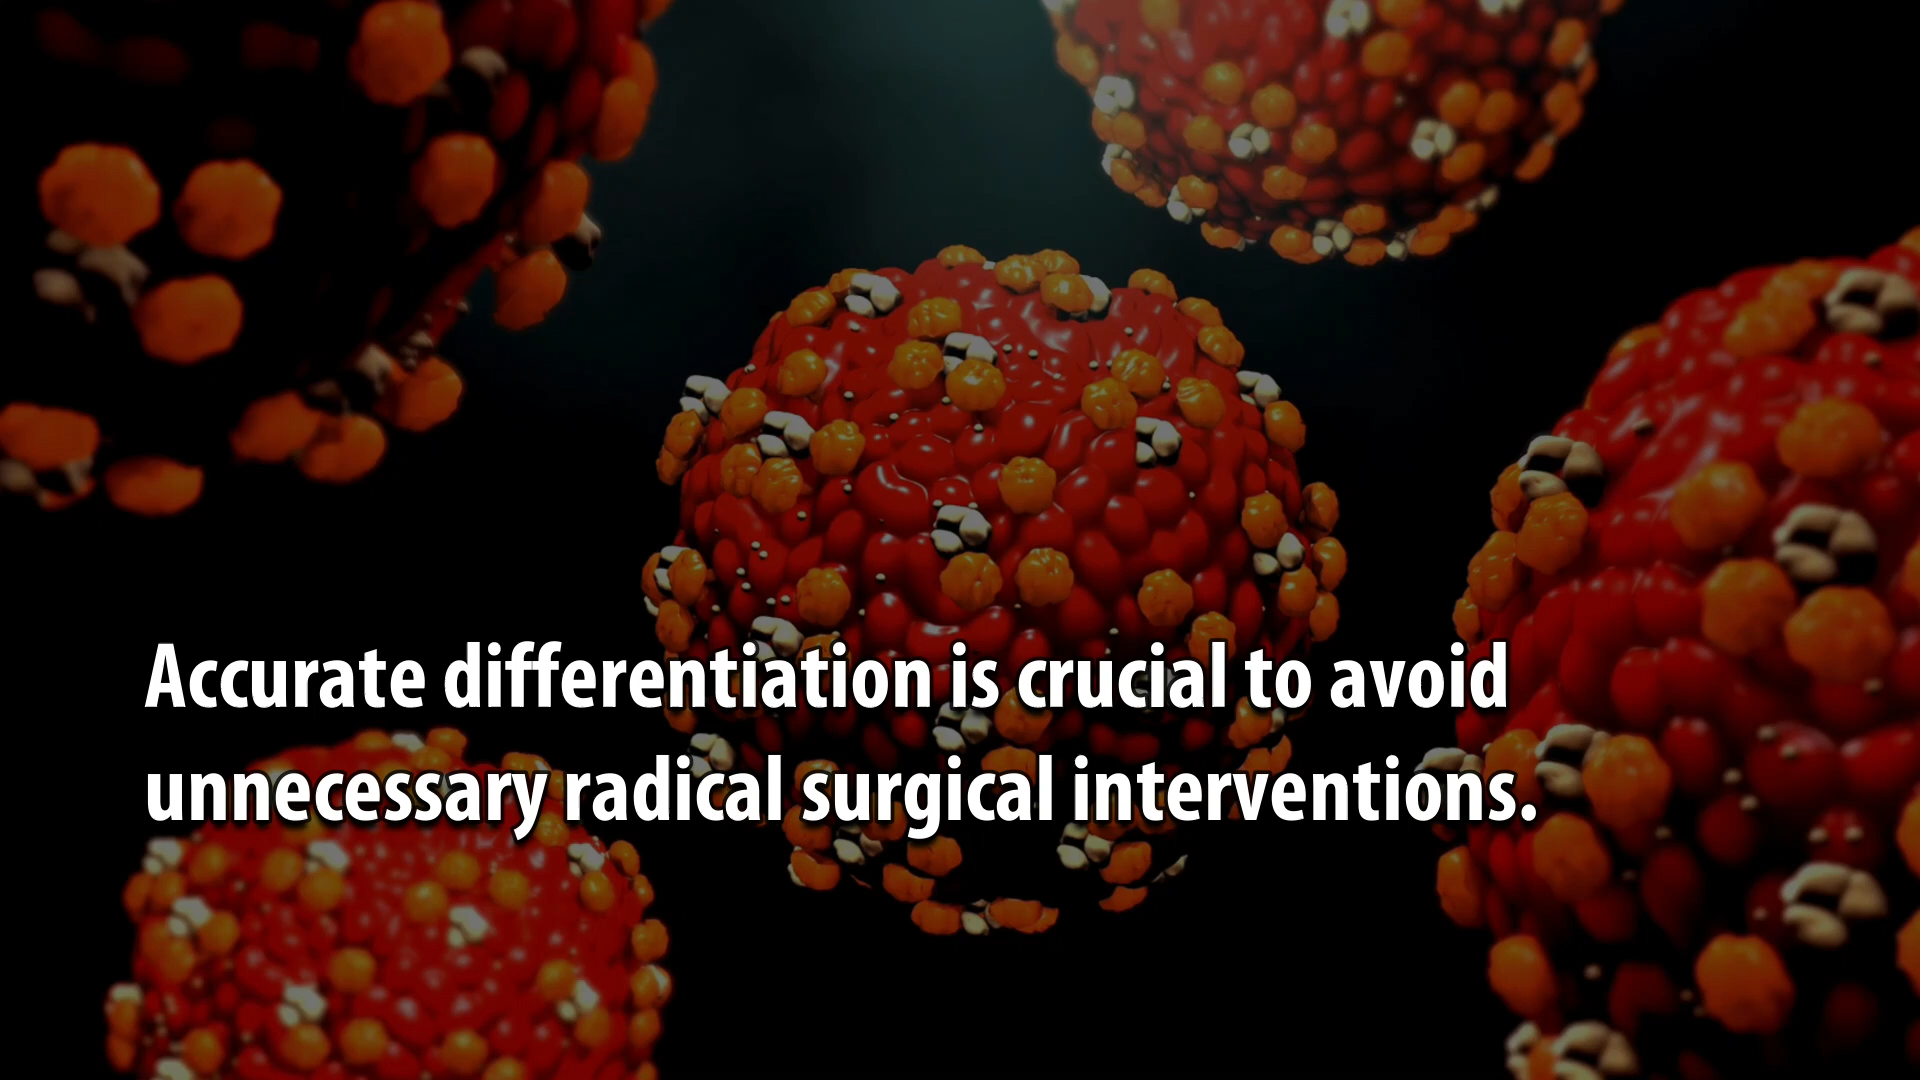 Accurate differentiation is crucial to avoid
unnecessary radical surgical interventions.